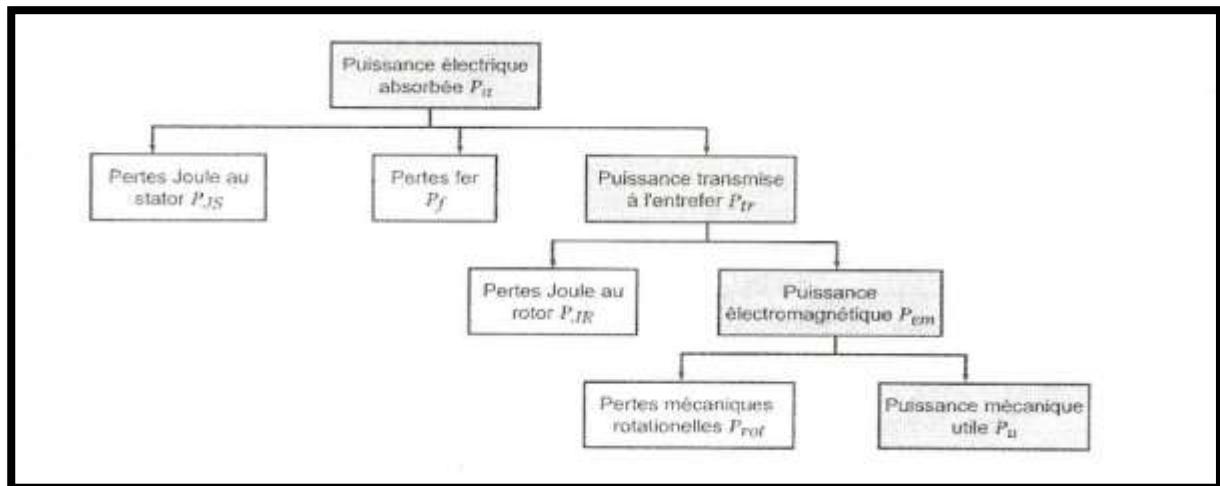 Puissance électrique
absorbée Pa
Pertes Joule au
stator PJS
Pertes fer
Pf
Puissance transmise
à l'entrefer Ptr
Pertes Joule au
rotor PJR
Puissance
électromagnétique Pem
Pertes mécaniques
rotationelles Prot
Puissance mécanique
utile Pu